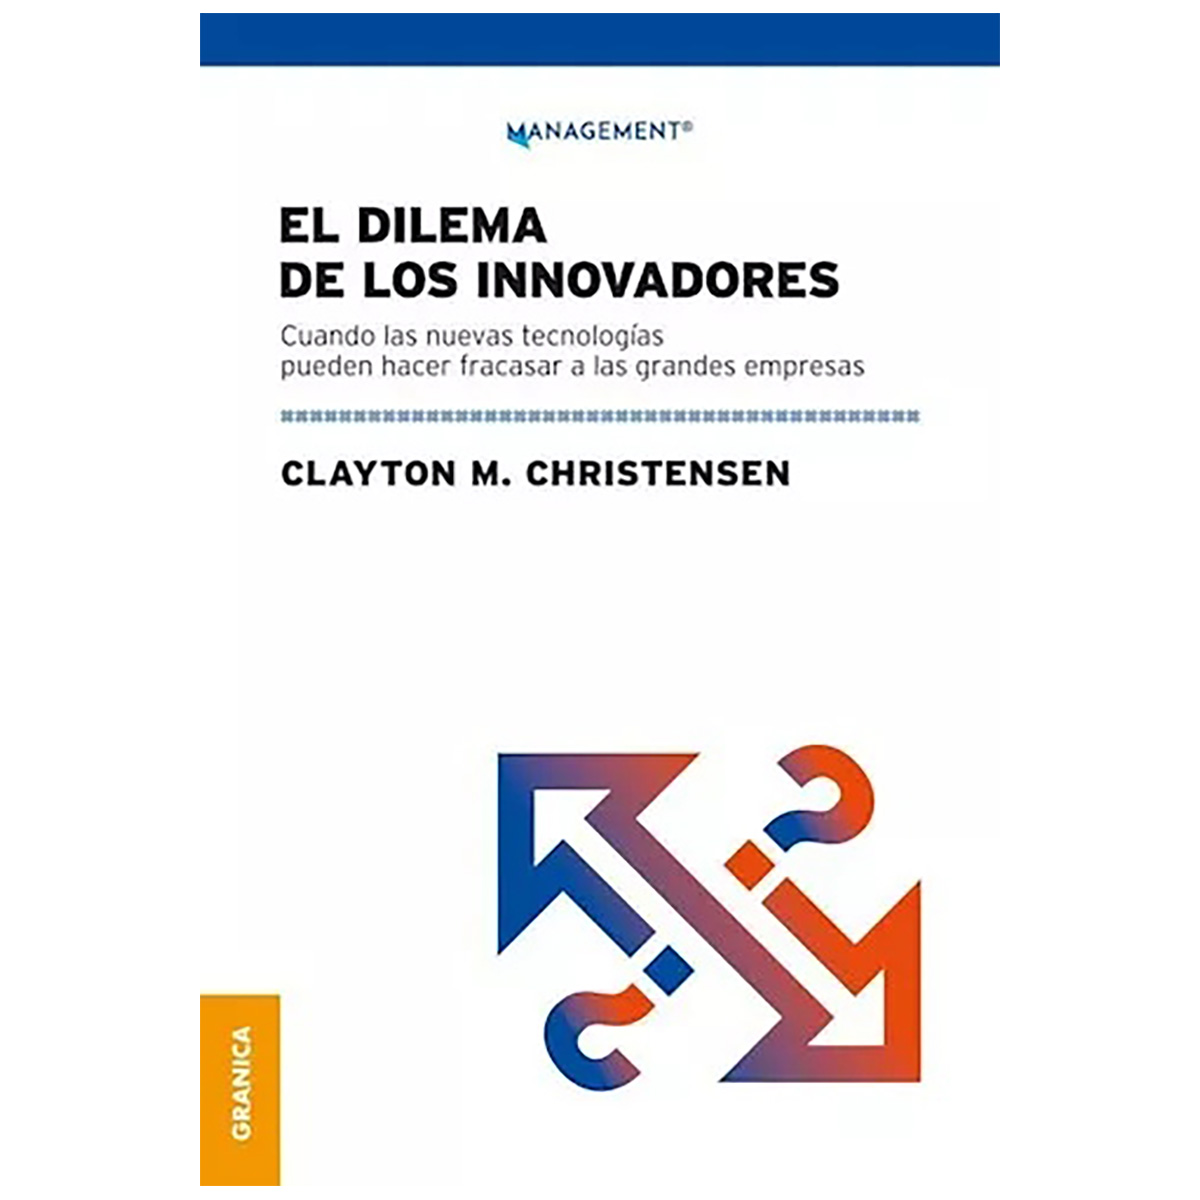 MANAGEMENT®
EL DILEMA
DE LOS INNOVADORES
Cuando las nuevas tecnologías
pueden hacer fracasar a las grandes empresas
CLAYTON M. CHRISTENSEN
GRANICA